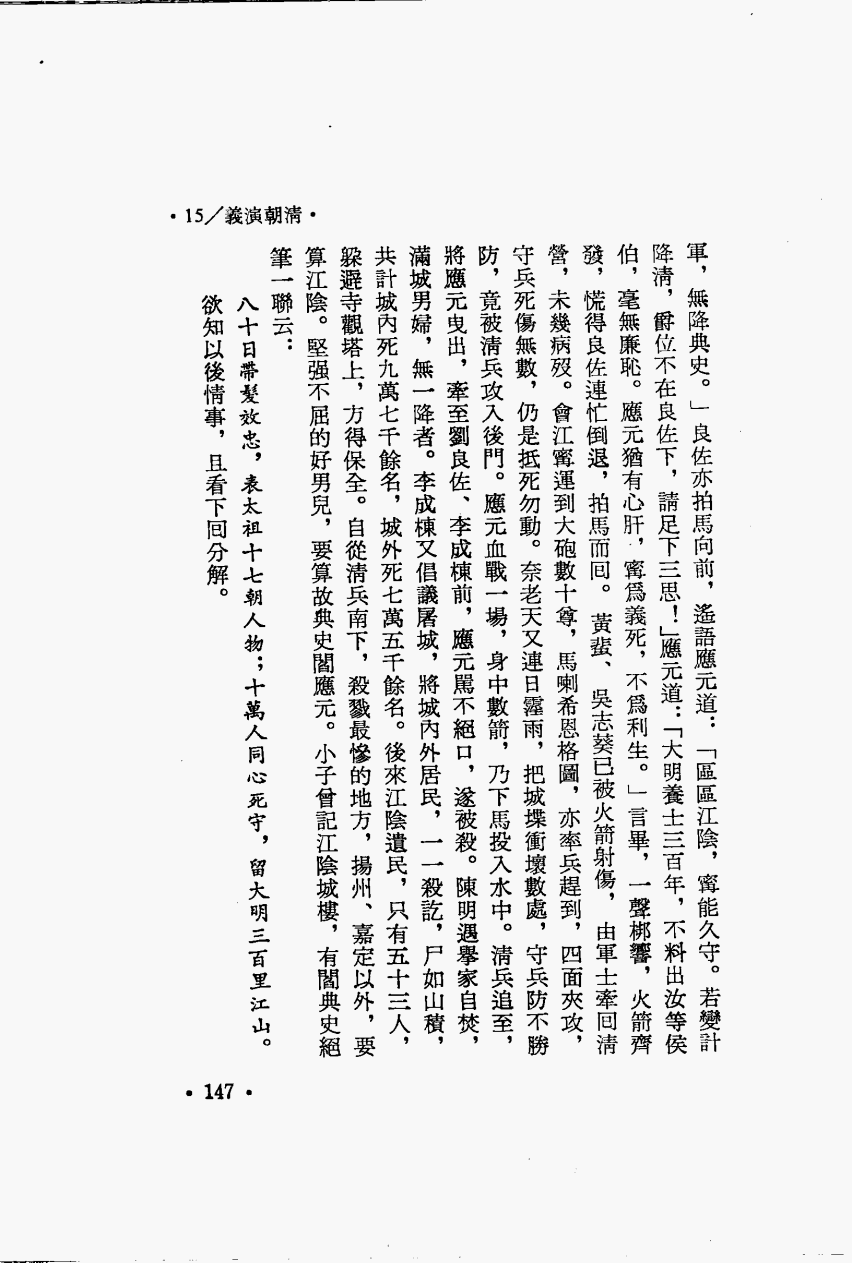 •15／義演朝清•
軍，無降典史。」良佐亦拍馬向前，遙語應元道：「區區江陰，甯能久守。若變計
降清，爵位不在良佐下，請足下三思！」應元道：「大明養士三百年，不料出汝等侯
伯，毫無廉恥。應元猶有心肝，甯爲義死，不爲利生。」言畢，一聲梆響，火箭齊
發，慌得良佐連忙倒退，拍馬而回。黃蜚、吳志葵已被火箭射傷，由軍士牽回清
營，未幾病歿。會江甯運到大砲數十尊，馬喇希恩格圖，亦率兵趕到，四面夾攻，
守兵死傷無數，仍是抵死勿動。奈老天又連日霪雨，把城堞衝壞數處，守兵防不勝
防，竟被清兵攻入後門。應元血戰一場，身中數箭，乃下馬投入水中。清兵追至，
將應元曳出，牽至劉良佐、李成棟前，應元駡不絕口，遂被殺。陳明遇舉家自焚，
滿城男婦，無一降者。李成棟又倡議屠城，將城內外居民，一一殺訖，尸如山積，
共計城內死九萬七千餘名，城外死七萬五千餘名。後來江陰遺民，只有五十三人，
躲避寺觀塔上，方得保全。自從清兵南下，殺戮最慘的地方，揚州、嘉定以外，要
算江陰。堅强不屈的好男兒，要算故典史閻應元。小子曾記江陰城樓，有閻典史絕
筆一聯云：
八十日帶髮效忠，表太祖十七朝人物；十萬人同心死守，留大明三百里江山。
欲知以後情事，且看下回分解。
•147•